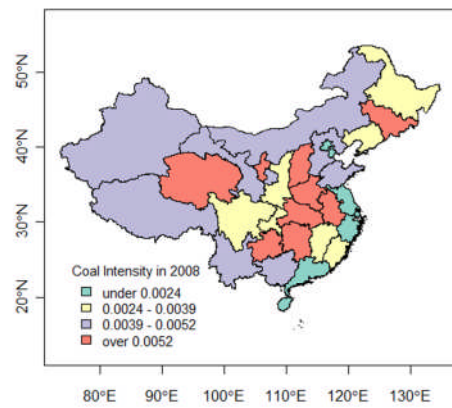 50°N
40°N
30°N
20°N
Coal Intensity in 2008
under 0.0024
0.0024 - 0.0039
0.0039 - 0.0052
over 0.0052
80°E 90°E 100°E 110°E 120°E 130°E